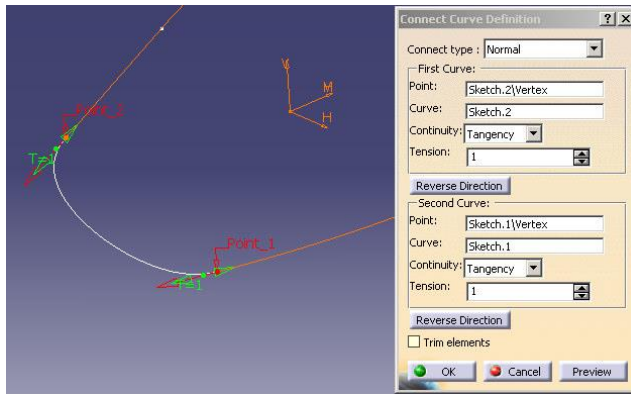 Connect Curve Definition
Connect type : Normal
First Curve:
Point: Sketch.2\Vertex
Curve: Sketch.2
Continuity: Tangency
Tension: 1
Reverse Direction
Second Curve:
Point: Sketch.1\Vertex
Curve: Sketch.1
Continuity: Tangency
Tension: 1
Reverse Direction
Trim elements
OK Cancel Preview
V
M
H
T=1
Point_1
T=1